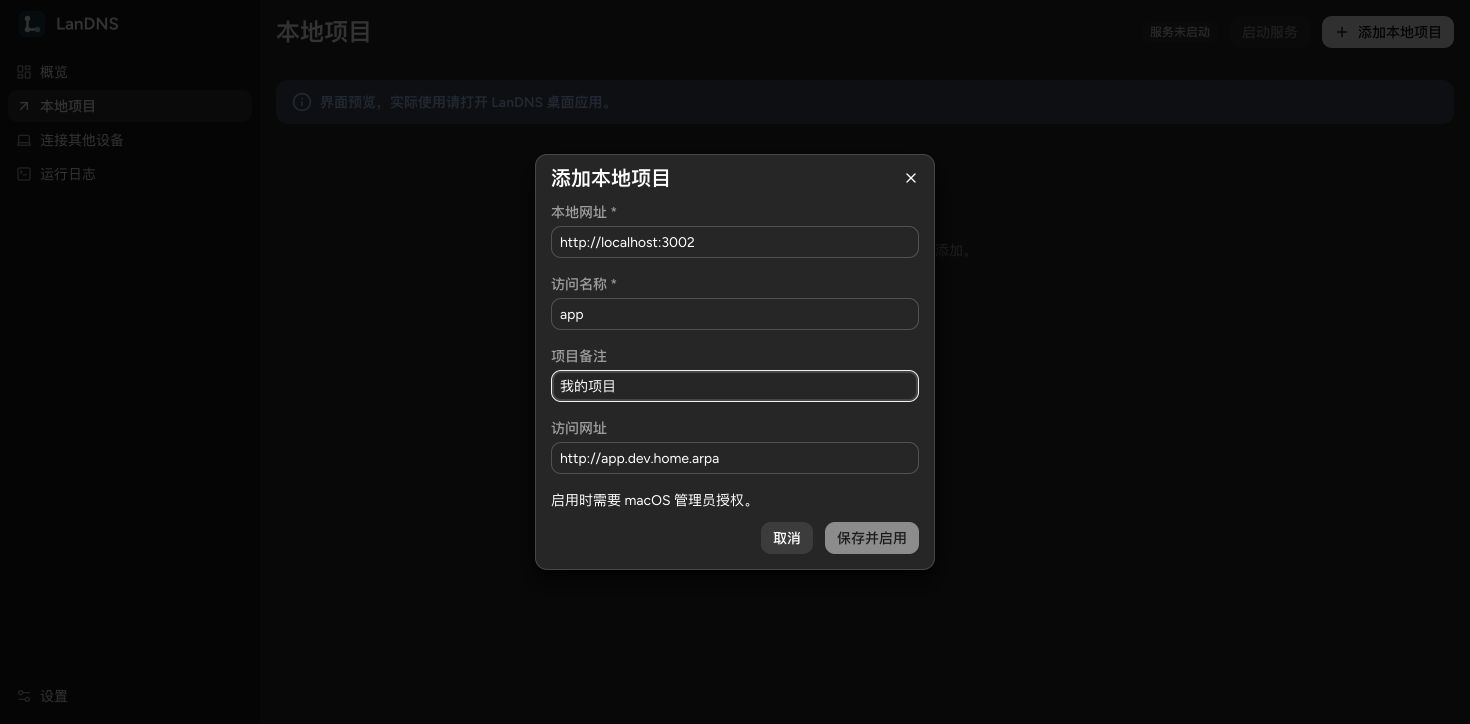 LanDNS
概览
本地项目
连接其他设备
运行日志
设置
本地项目
服务未启动
启动服务
添加本地项目
界面预览，实际使用请打开 LanDNS 桌面应用。
添加。
添加本地项目
本地网址 *
http://localhost:3002
访问名称 *
app
项目备注
我的项目
访问网址
http://app.dev.home.arpa
启用时需要 macOS 管理员授权。
取消
保存并启用